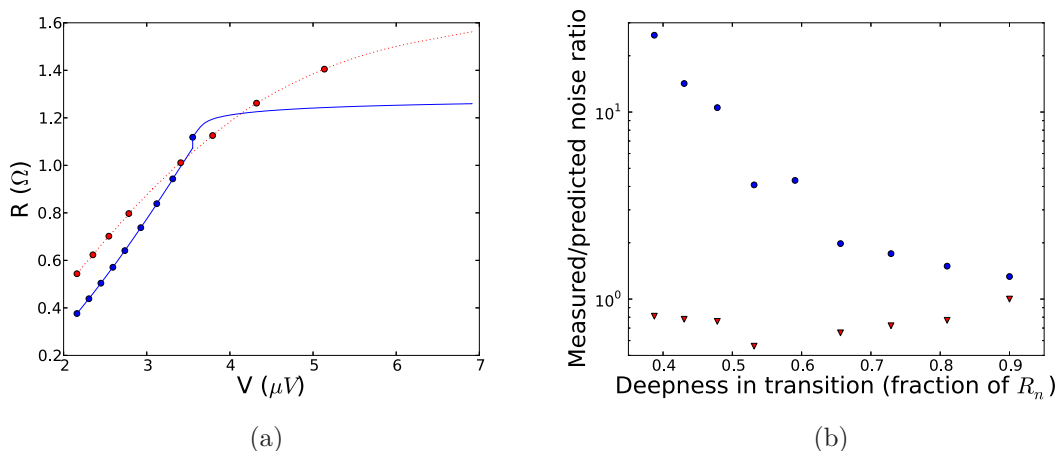 R (Ω)
1.6
1.4
1.2
1.0
0.8
0.6
0.4
0.2
2 3 4 5 6 7
V (μV)
(a)
Measured/predicted noise ratio
10¹
10⁰
0.4 0.5 0.6 0.7 0.8 0.9
Deepness in transition (fraction of Rₙ)
(b)